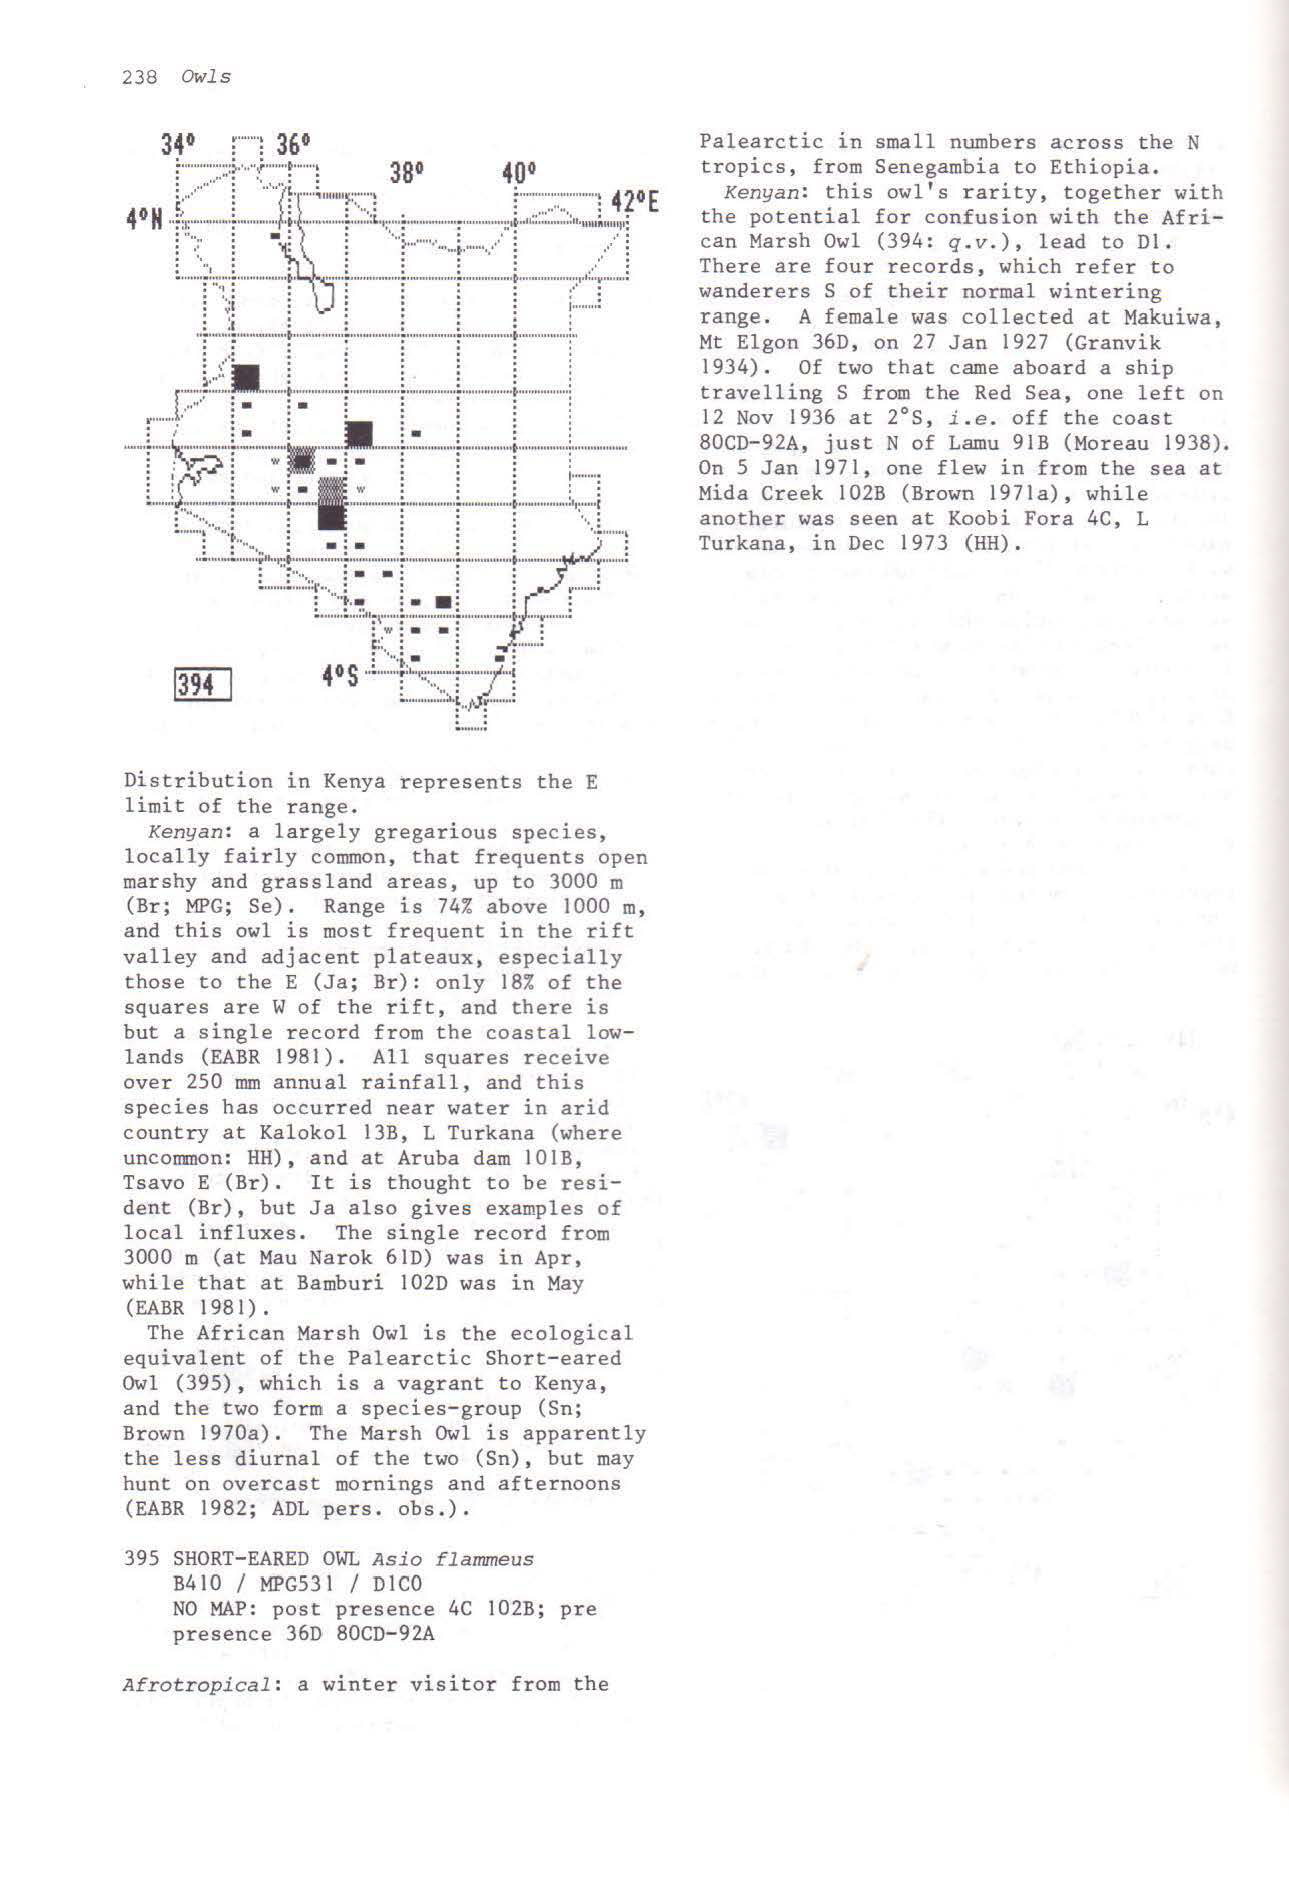 238 Owls
34° 36°
38° 40°
42°E
4°N
w
w w
w
394
4°S
Distribution in Kenya represents the E
limit of the range.
Kenyan: a largely gregarious species,
locally fairly common, that frequents open
marshy and grassland areas, up to 3000 m
(Br; MPG; Se). Range is 74% above 1000 m,
and this owl is most frequent in the rift
valley and adjacent plateaux, especially
those to the E (Ja; Br): only 18% of the
squares are W of the rift, and there is
but a single record from the coastal low-
lands (EABR 1981). All squares receive
over 250 mm annual rainfall, and this
species has occurred near water in arid
country at Kalokol 13B, L Turkana (where
uncommon: HH), and at Aruba dam 101B,
Tsavo E (Br). It is thought to be resi-
dent (Br), but Ja also gives examples of
local influxes. The single record from
3000 m (at Mau Narok 61D) was in Apr,
while that at Bamburi 102D was in May
(EABR 1981).
The African Marsh Owl is the ecological
equivalent of the Palearctic Short-eared
Owl (395), which is a vagrant to Kenya,
and the two form a species-group (Sn;
Brown 1970a). The Marsh Owl is apparently
the less diurnal of the two (Sn), but may
hunt on overcast mornings and afternoons
(EABR 1982; ADL pers. obs.).
395 SHORT-EARED OWL Asio flammeus
B410 / MPG531 / D1C0
NO MAP: post presence 4C 102B; pre
presence 36D 80CD-92A
Afrotropical: a winter visitor from the
Palearctic in small numbers across the N
tropics, from Senegambia to Ethiopia.
Kenyan: this owl's rarity, together with
the potential for confusion with the Afri-
can Marsh Owl (394: q.v.), lead to D1.
There are four records, which refer to
wanderers S of their normal wintering
range. A female was collected at Makuiwa,
Mt Elgon 36D, on 27 Jan 1927 (Granvik
1934). Of two that came aboard a ship
travelling S from the Red Sea, one left on
12 Nov 1936 at 2°S, i.e. off the coast
80CD-92A, just N of Lamu 91B (Moreau 1938).
On 5 Jan 1971, one flew in from the sea at
Mida Creek 102B (Brown 1971a), while
another was seen at Koobi Fora 4C, L
Turkana, in Dec 1973 (HH).